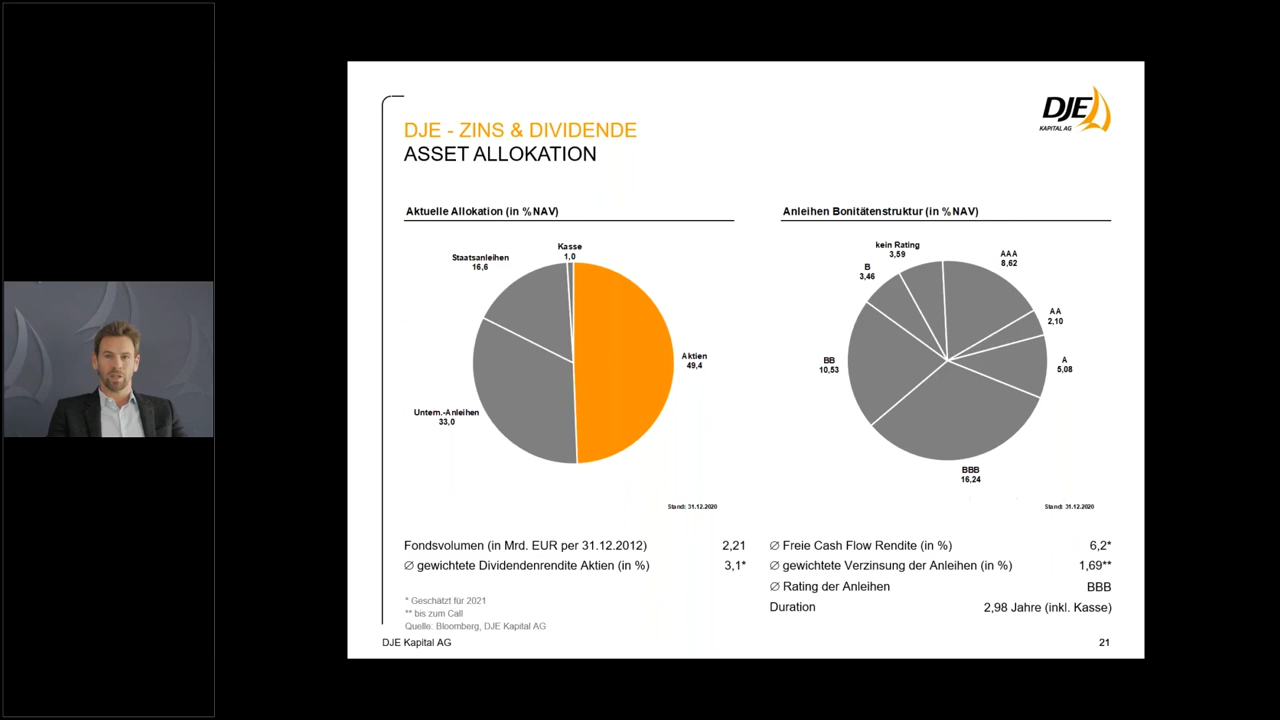 DJE
KAPITAL AG
DJE - ZINS & DIVIDENDE
ASSET ALLOKATION
Aktuelle Allokation (in % NAV)
Kasse
1,0
Staatsanleihen
16,6
Aktien
49,4
Untern.-Anleihen
33,0
Stand: 31.12.2020
Anleihen Bonitätenstruktur (in % NAV)
kein Rating
3,59
AAA
8,62
B
3,46
AA
2,10
BB
10,53
A
5,08
BBB
16,24
Stand: 31.12.2020
Fondsvolumen (in Mrd. EUR per 31.12.2012) 2,21
∅ gewichtete Dividendenrendite Aktien (in %) 3,1*
∅ Freie Cash Flow Rendite (in %) 6,2*
∅ gewichtete Verzinsung der Anleihen (in %) 1,69**
∅ Rating der Anleihen BBB
Duration 2,98 Jahre (inkl. Kasse)
* Geschätzt für 2021
** bis zum Call
Quelle: Bloomberg, DJE Kapital AG
DJE Kapital AG 21